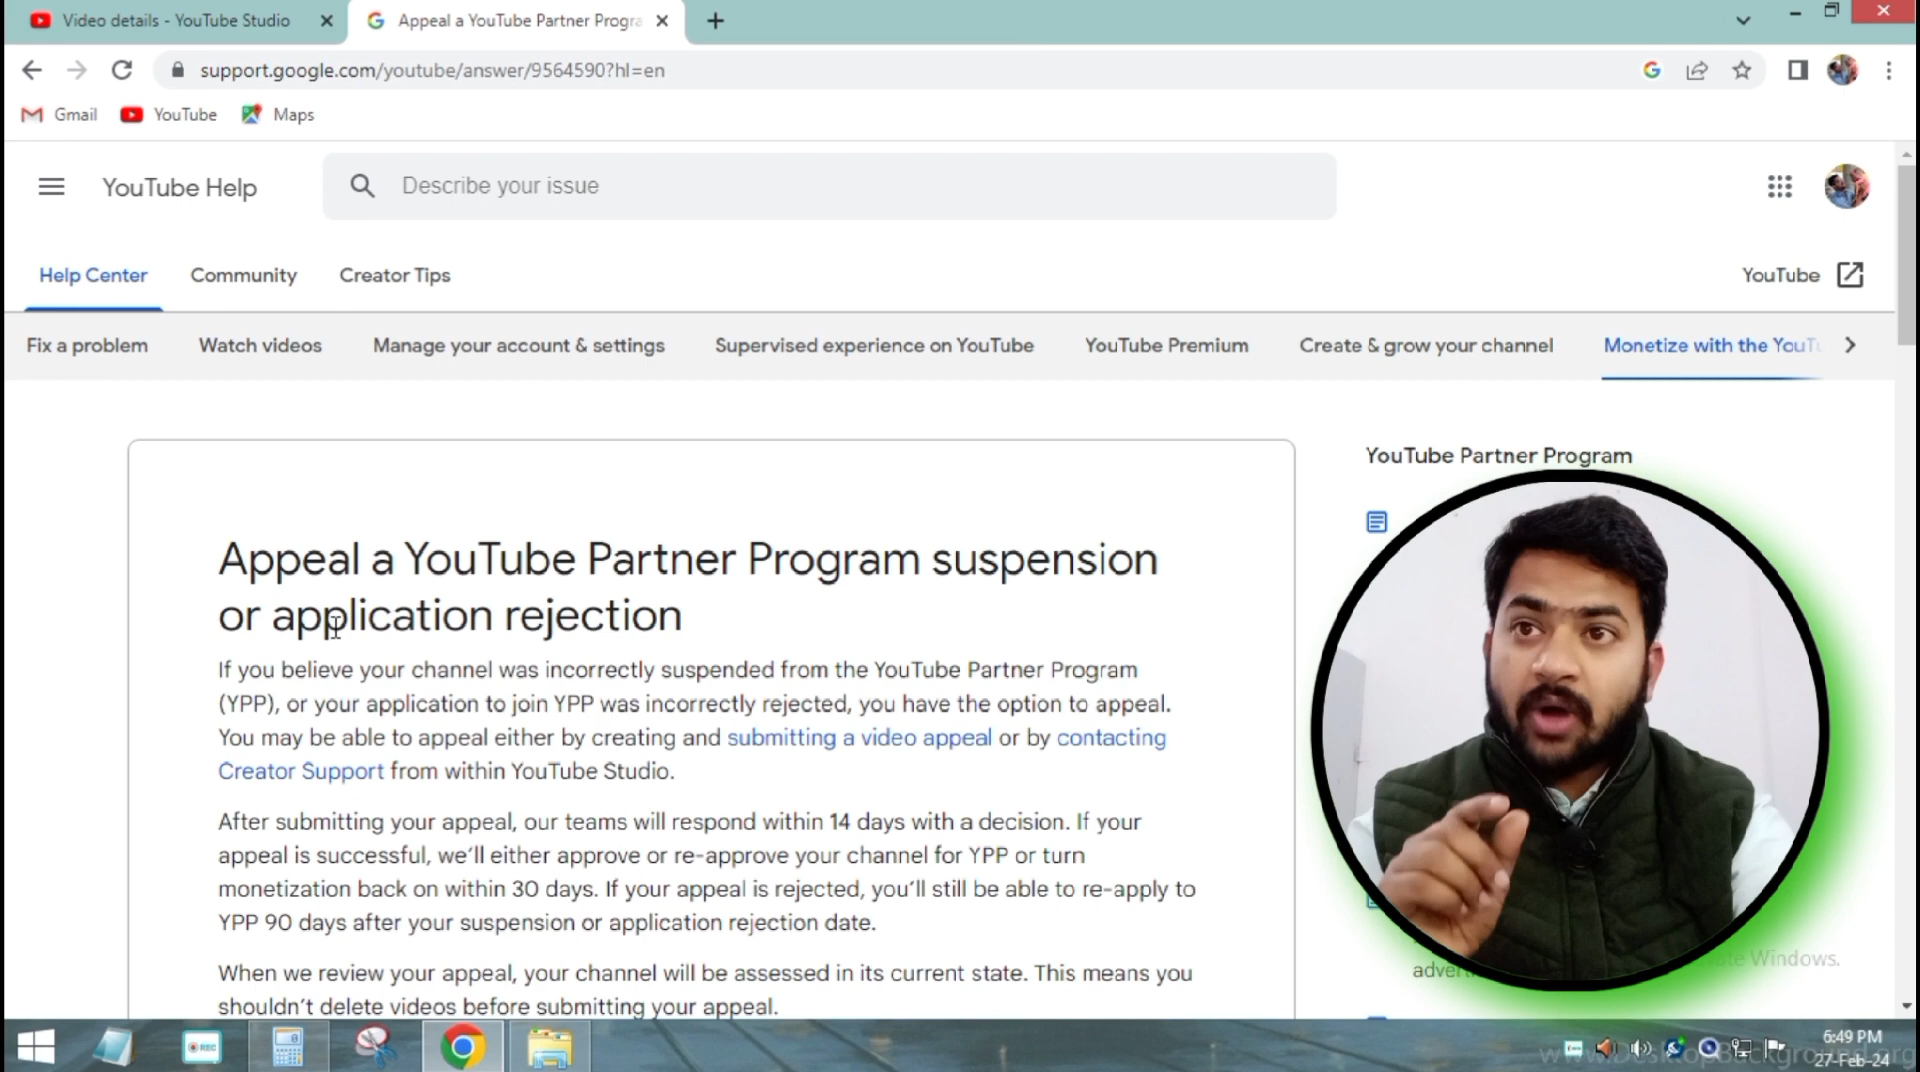 Video details - YouTube Studio
Appeal a YouTube Partner Progra
support.google.com/youtube/answer/9564590?hl=en
Gmail
YouTube
Maps
YouTube Help
Describe your issue
Help Center
Community
Creator Tips
YouTube
Fix a problem
Watch videos
Manage your account & settings
Supervised experience on YouTube
YouTube Premium
Create & grow your channel
Monetize with the YouTu
YouTube Partner Program
Appeal a YouTube Partner Program suspension
or application rejection
If you believe your channel was incorrectly suspended from the YouTube Partner Program
(YPP), or your application to join YPP was incorrectly rejected, you have the option to appeal.
You may be able to appeal either by creating and submitting a video appeal or by contacting
Creator Support from within YouTube Studio.
After submitting your appeal, our teams will respond within 14 days with a decision. If your
appeal is successful, we'll either approve or re-approve your channel for YPP or turn
monetization back on within 30 days. If your appeal is rejected, you'll still be able to re-apply to
YPP 90 days after your suspension or application rejection date.
When we review your appeal, your channel will be assessed in its current state. This means you
shouldn't delete videos before submitting your appeal.
Windows.
REC
6:49 PM
27-Feb-24